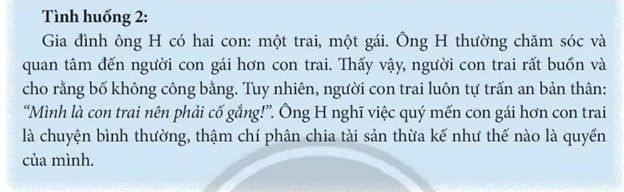 Tình huống 2:
Gia đình ông H có hai con: một trai, một gái. Ông H thường chăm sóc và
quan tâm đến người con gái hơn con trai. Thấy vậy, người con trai rất buồn và
cho rằng bố không công bằng. Tuy nhiên, người con trai luôn tự trấn an bản thân:
“Mình là con trai nên phải cố gắng!”. Ông H nghĩ việc quý mến con gái hơn con trai
là chuyện bình thường, thậm chí phân chia tài sản thừa kế như thế nào là quyền
của mình.